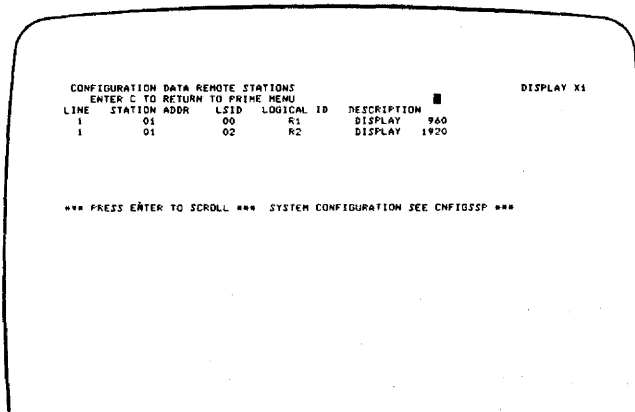 CONFIGURATION DATA REMOTE STATIONS DISPLAY X1
ENTER C TO RETURN TO PRIME MENU
LINE STATION ADDR LSID LOGICAL ID DESCRIPTION
1 01 00 R1 DISPLAY 960
1 01 02 R2 DISPLAY 1920
*** PRESS ENTER TO SCROLL *** SYSTEM CONFIGURATION SEE CNFIGSSP ***